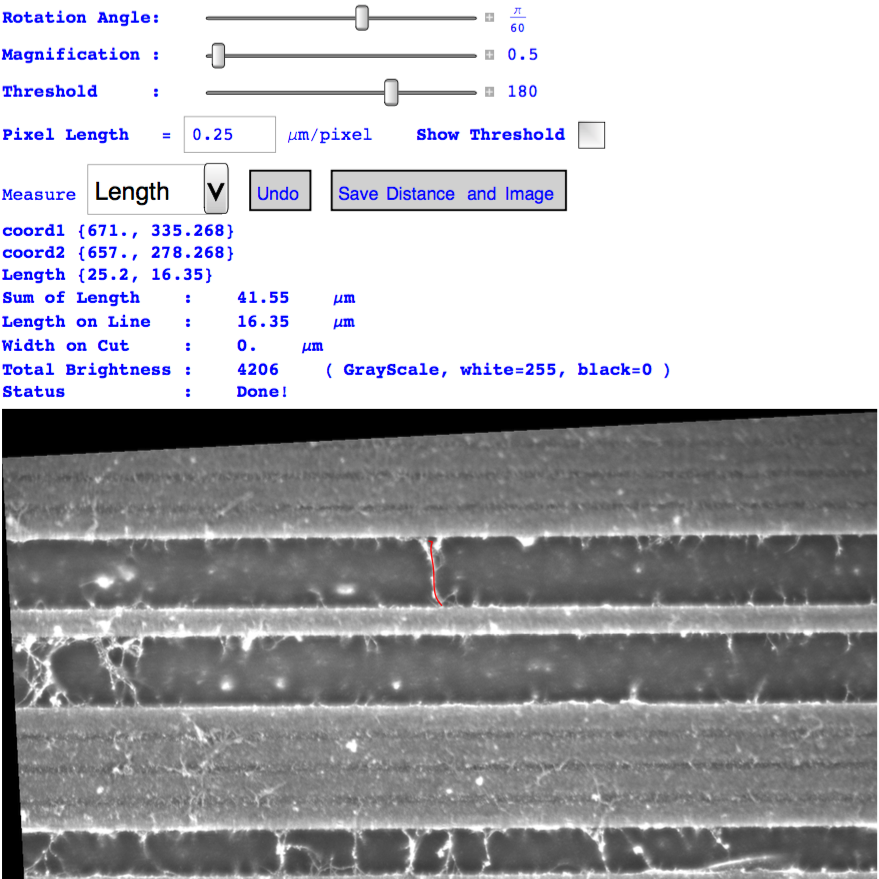 Rotation Angle: π/60
Magnification : 0.5
Threshold : 180
Pixel Length = 0.25 μm/pixel Show Threshold
Measure Length V Undo Save Distance and Image
coord1 {671., 335.268}
coord2 {657., 278.268}
Length {25.2, 16.35}
Sum of Length : 41.55 μm
Length on Line : 16.35 μm
Width on Cut : 0. μm
Total Brightness : 4206 ( GrayScale, white=255, black=0 )
Status : Done!